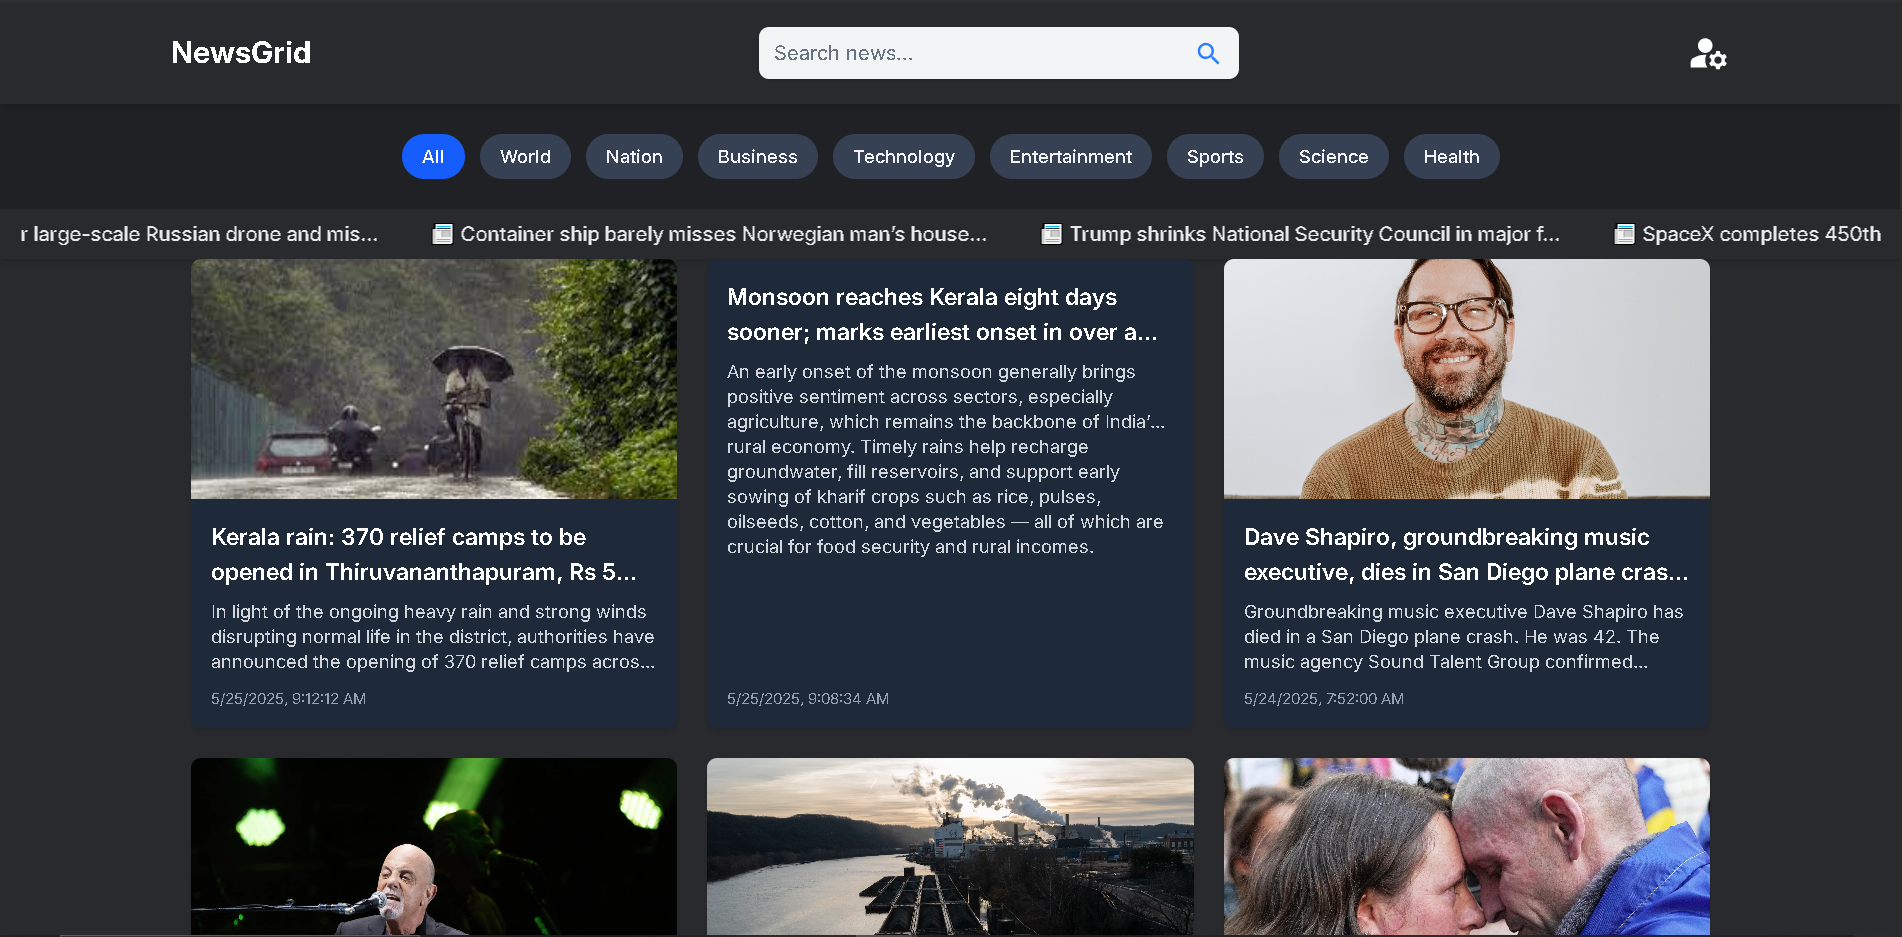 NewsGrid
Search news...
All
World
Nation
Business
Technology
Entertainment
Sports
Science
Health
r large-scale Russian drone and mis...
Container ship barely misses Norwegian man's house...
Trump shrinks National Security Council in major f...
SpaceX completes 450th
Kerala rain: 370 relief camps to be
opened in Thiruvananthapuram, Rs 5...
In light of the ongoing heavy rain and strong winds
disrupting normal life in the district, authorities have
announced the opening of 370 relief camps acros...
5/25/2025, 9:12:12 AM
Monsoon reaches Kerala eight days
sooner; marks earliest onset in over a...
An early onset of the monsoon generally brings
positive sentiment across sectors, especially
agriculture, which remains the backbone of India'...
rural economy. Timely rains help recharge
groundwater, fill reservoirs, and support early
sowing of kharif crops such as rice, pulses,
oilseeds, cotton, and vegetables — all of which are
crucial for food security and rural incomes.
5/25/2025, 9:08:34 AM
Dave Shapiro, groundbreaking music
executive, dies in San Diego plane cras...
Groundbreaking music executive Dave Shapiro has
died in a San Diego plane crash. He was 42. The
music agency Sound Talent Group confirmed...
5/24/2025, 7:52:00 AM